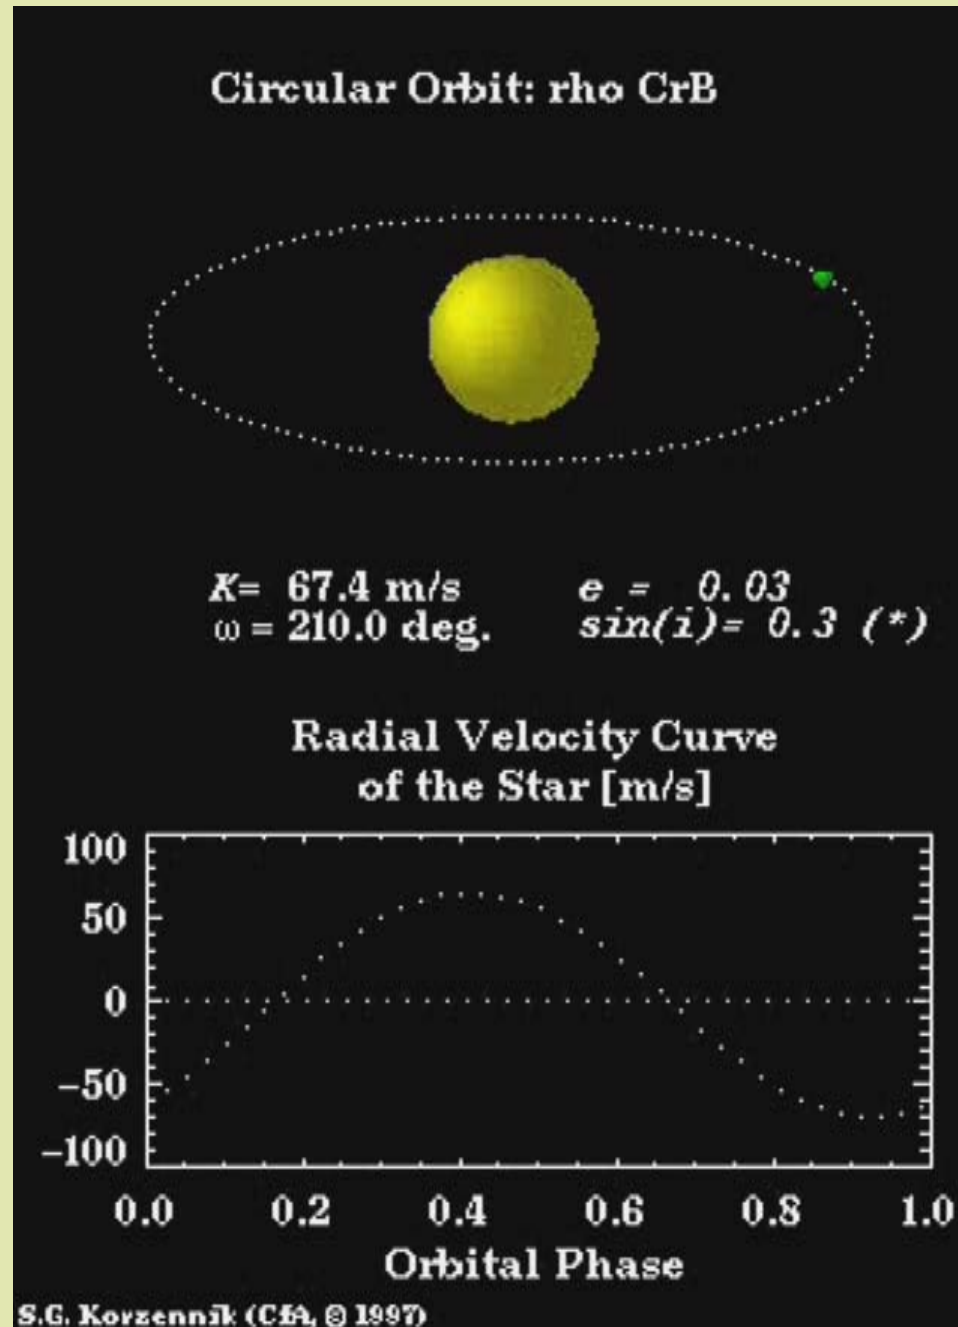 Circular Orbit: rho CrB
K= 67.4 m/s e = 0.03
ω = 210.0 deg. sin(i)= 0.3 (*)
Radial Velocity Curve
of the Star [m/s]
100
50
0
−50
−100
0.0 0.2 0.4 0.6 0.8 1.0
Orbital Phase
S.G. Korzennik (CfA, © 1997)